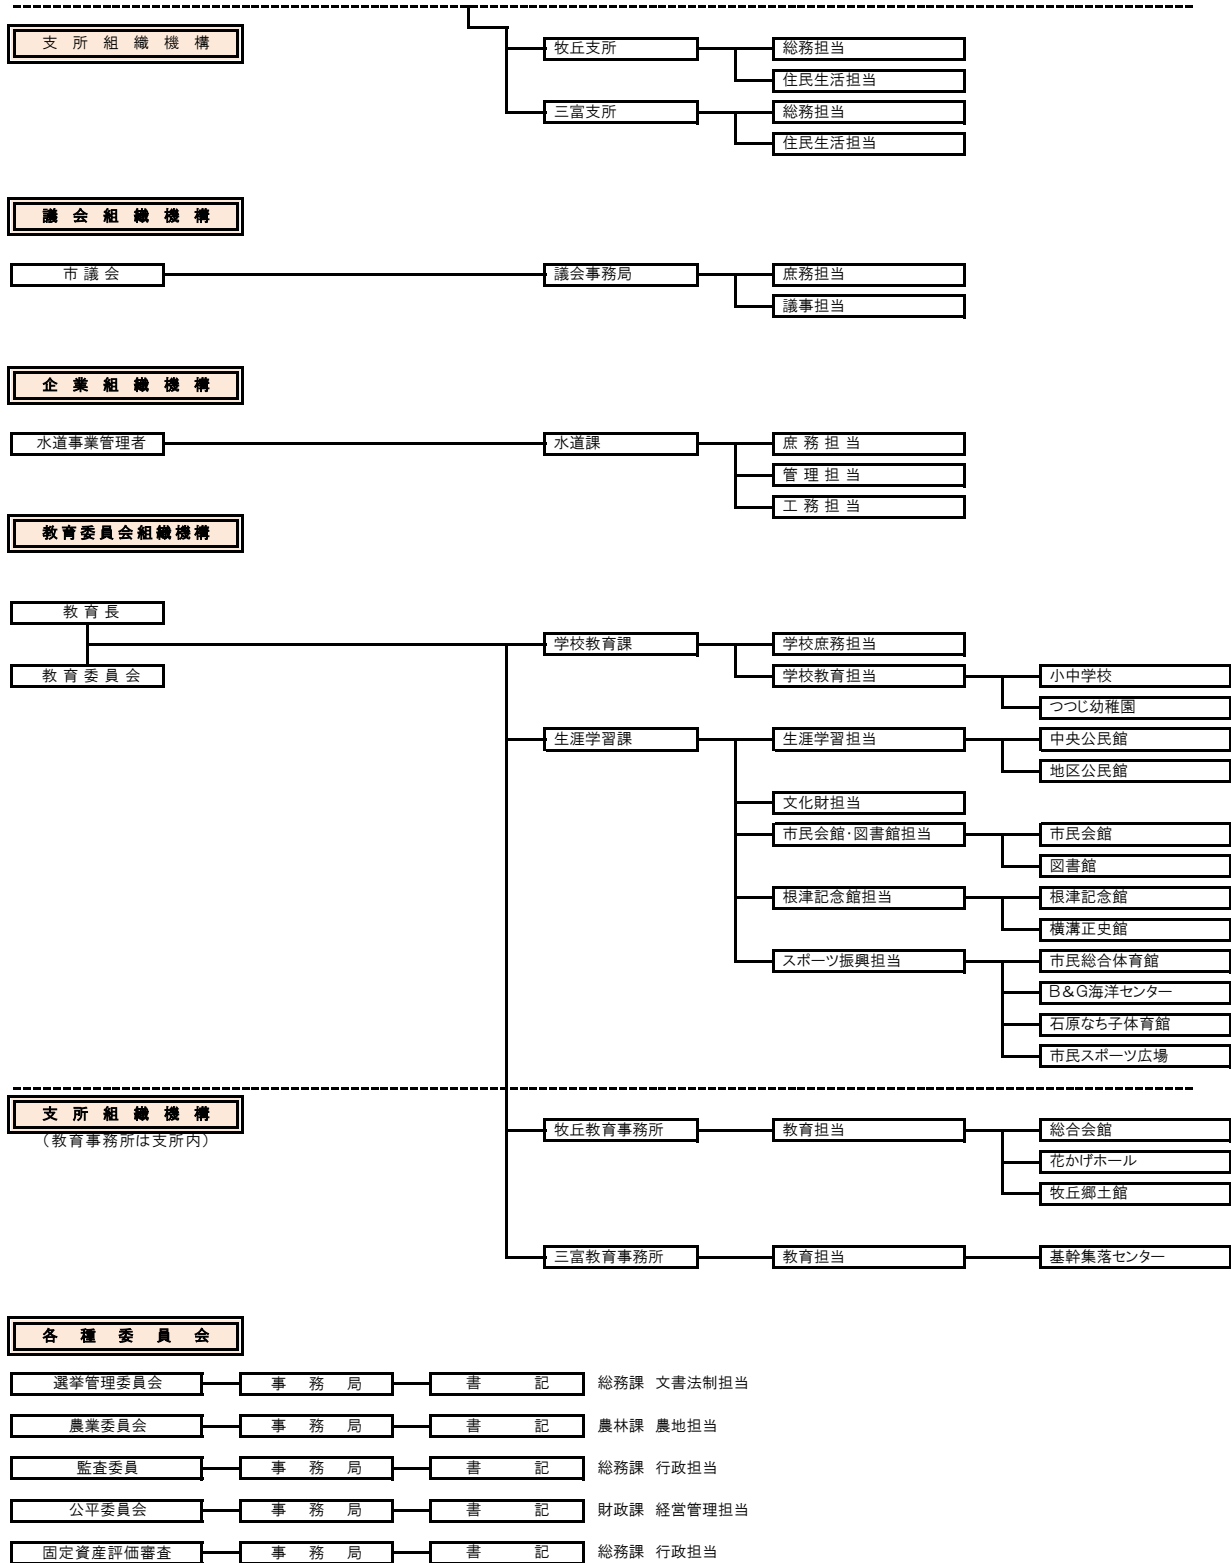 支所組織機構
牧丘支所 総務担当
住民生活担当
三富支所 総務担当
住民生活担当
議会組織機構
市議会 議会事務局 庶務担当
議事担当
企業組織機構
水道事業管理者 水道課 庶務担当
管理担当
工務担当
教育委員会組織機構
教育長
学校教育課 学校庶務担当
教育委員会 学校教育担当 小中学校
つつじ幼稚園
生涯学習課 生涯学習担当 中央公民館
地区公民館
文化財担当
市民会館・図書館担当 市民会館
図書館
根津記念館担当 根津記念館
横溝正史館
スポーツ振興担当 市民総合体育館
B&G海洋センター
石原なち子体育館
市民スポーツ広場
支所組織機構
(教育事務所は支所内)
牧丘教育事務所 教育担当 総合会館
花かげホール
牧丘郷土館
三富教育事務所 教育担当 基幹集落センター
各種委員会
選挙管理委員会 事務局 書記 総務課 文書法制担当
農業委員会 事務局 書記 農林課 農地担当
監査委員 事務局 書記 総務課 行政担当
公平委員会 事務局 書記 財政課 経営管理担当
固定資産評価審査 事務局 書記 総務課 行政担当